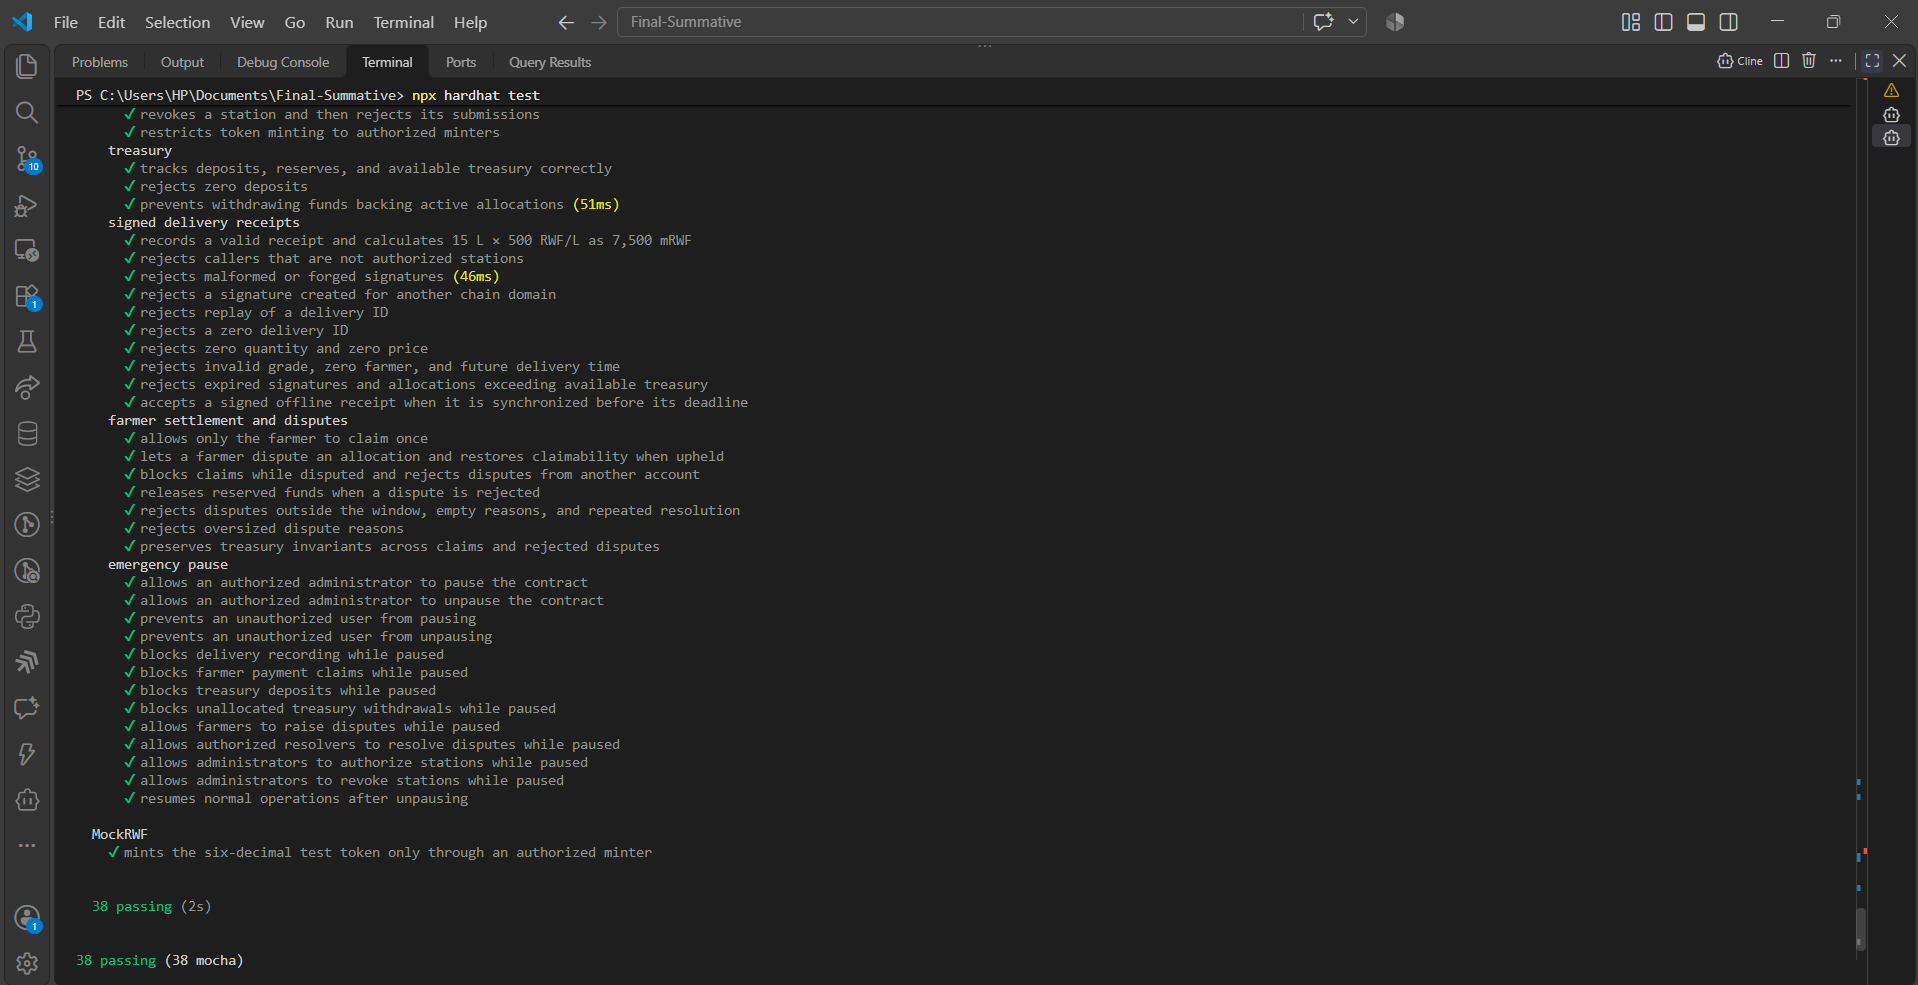 File Edit Selection View Go Run Terminal Help
Final-Summative
Problems Output Debug Console Terminal Ports Query Results
Cline
PS C:\Users\HP\Documents\Final-Summative> npx hardhat test
✓ revokes a station and then rejects its submissions
✓ restricts token minting to authorized minters
treasury
✓ tracks deposits, reserves, and available treasury correctly
✓ rejects zero deposits
✓ prevents withdrawing funds backing active allocations (51ms)
signed delivery receipts
✓ records a valid receipt and calculates 15 L × 500 RWF/L as 7,500 mRWF
✓ rejects callers that are not authorized stations
✓ rejects malformed or forged signatures (46ms)
✓ rejects a signature created for another chain domain
✓ rejects replay of a delivery ID
✓ rejects a zero delivery ID
✓ rejects zero quantity and zero price
✓ rejects invalid grade, zero farmer, and future delivery time
✓ rejects expired signatures and allocations exceeding available treasury
✓ accepts a signed offline receipt when it is synchronized before its deadline
farmer settlement and disputes
✓ allows only the farmer to claim once
✓ lets a farmer dispute an allocation and restores claimability when upheld
✓ blocks claims while disputed and rejects disputes from another account
✓ releases reserved funds when a dispute is rejected
✓ rejects disputes outside the window, empty reasons, and repeated resolution
✓ rejects oversized dispute reasons
✓ preserves treasury invariants across claims and rejected disputes
emergency pause
✓ allows an authorized administrator to pause the contract
✓ allows an authorized administrator to unpause the contract
✓ prevents an unauthorized user from pausing
✓ prevents an unauthorized user from unpausing
✓ blocks delivery recording while paused
✓ blocks farmer payment claims while paused
✓ blocks treasury deposits while paused
✓ blocks unallocated treasury withdrawals while paused
✓ allows farmers to raise disputes while paused
✓ allows authorized resolvers to resolve disputes while paused
✓ allows administrators to authorize stations while paused
✓ allows administrators to revoke stations while paused
✓ resumes normal operations after unpausing
MockRWF
✓ mints the six-decimal test token only through an authorized minter
38 passing (2s)
38 passing (38 mocha)
10
1
1